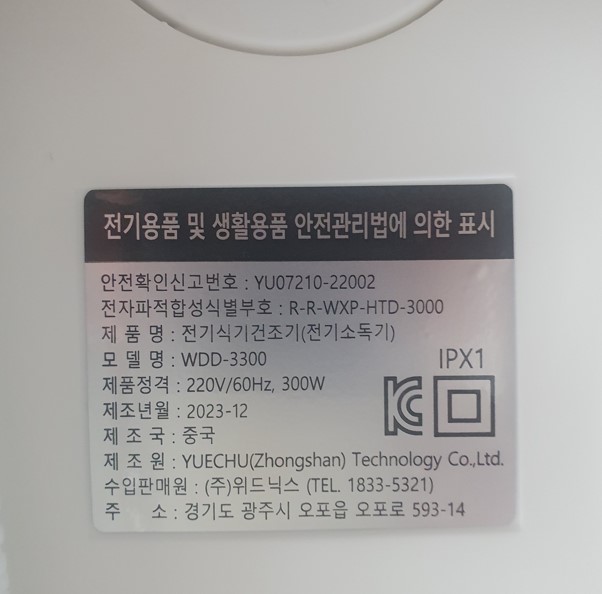 전기용품 및 생활용품 안전관리법에 의한 표시
안전확인신고번호 : YU07210-22002
전자파적합성식별부호 : R-R-WXP-HTD-3000
제 품 명 : 전기식기건조기(전기소독기)
모 델 명 : WDD-3300
IPX1
제품정격 : 220V/60Hz, 300W
제조년월 : 2023-12
제 조 국 : 중국
제 조 원 : YUECHU(Zhongshan) Technology Co.,Ltd.
수입판매원 : (주)위드닉스 (TEL. 1833-5321)
주 소 : 경기도 광주시 오포읍 오포로 593-14